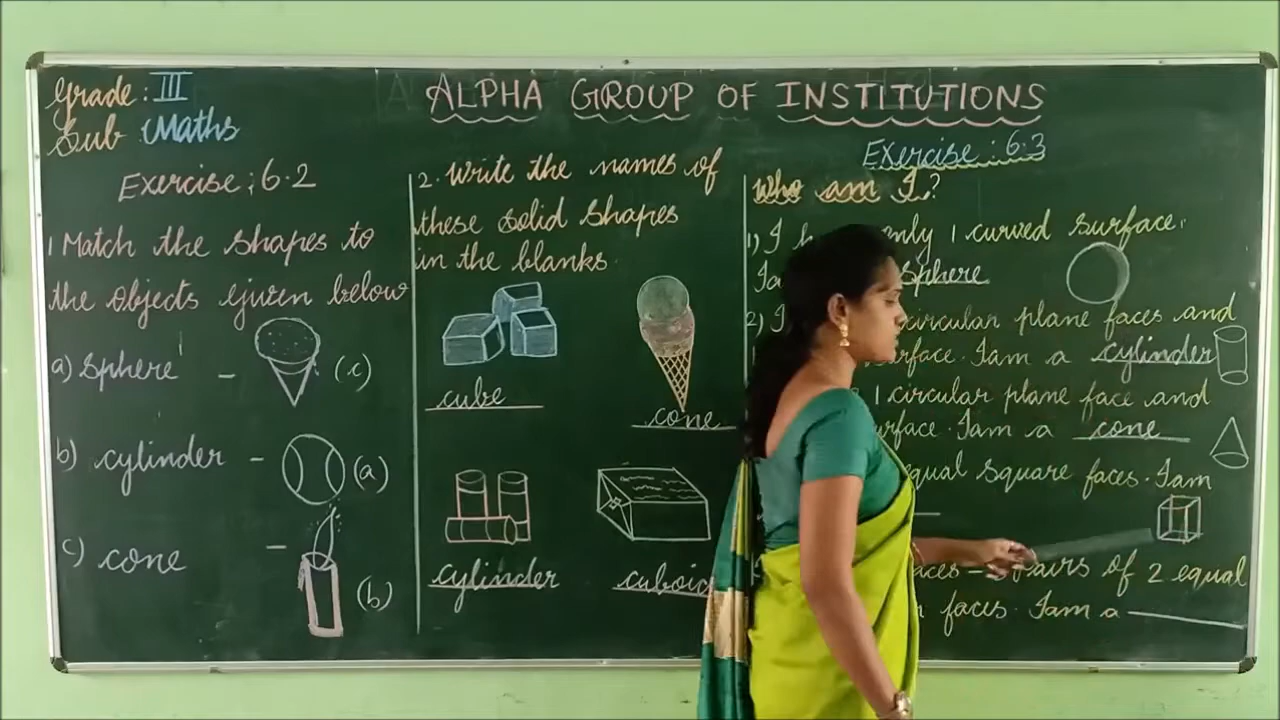 Grade : III
Sub : Maths
ALPHA GROUP OF INSTITUTIONS
Exercise : 6.2
1 Match the shapes to
the objects given below
a) sphere - (c)
b) cylinder - (a)
c) cone - (b)
2. Write the names of
these solid shapes
in the blanks.
cube
cone
cylinder
cuboid
Exercise : 6.3
Who am I ?
1) I only 1 curved surface.
sphere
2) I circular plane faces and
surface. I am a cylinder
1 circular plane face and
surface. I am a cone
equal square faces. I am
faces - 3 pairs of 2 equal
faces. I am a